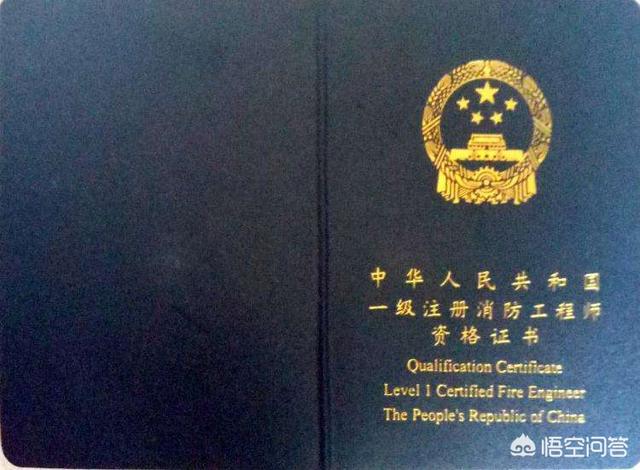 中华人民共和国
一级注册消防工程师
资格证书
Qualification Certificate
Level 1 Certified Fire Engineer
The People's Republic of China
悟空问答